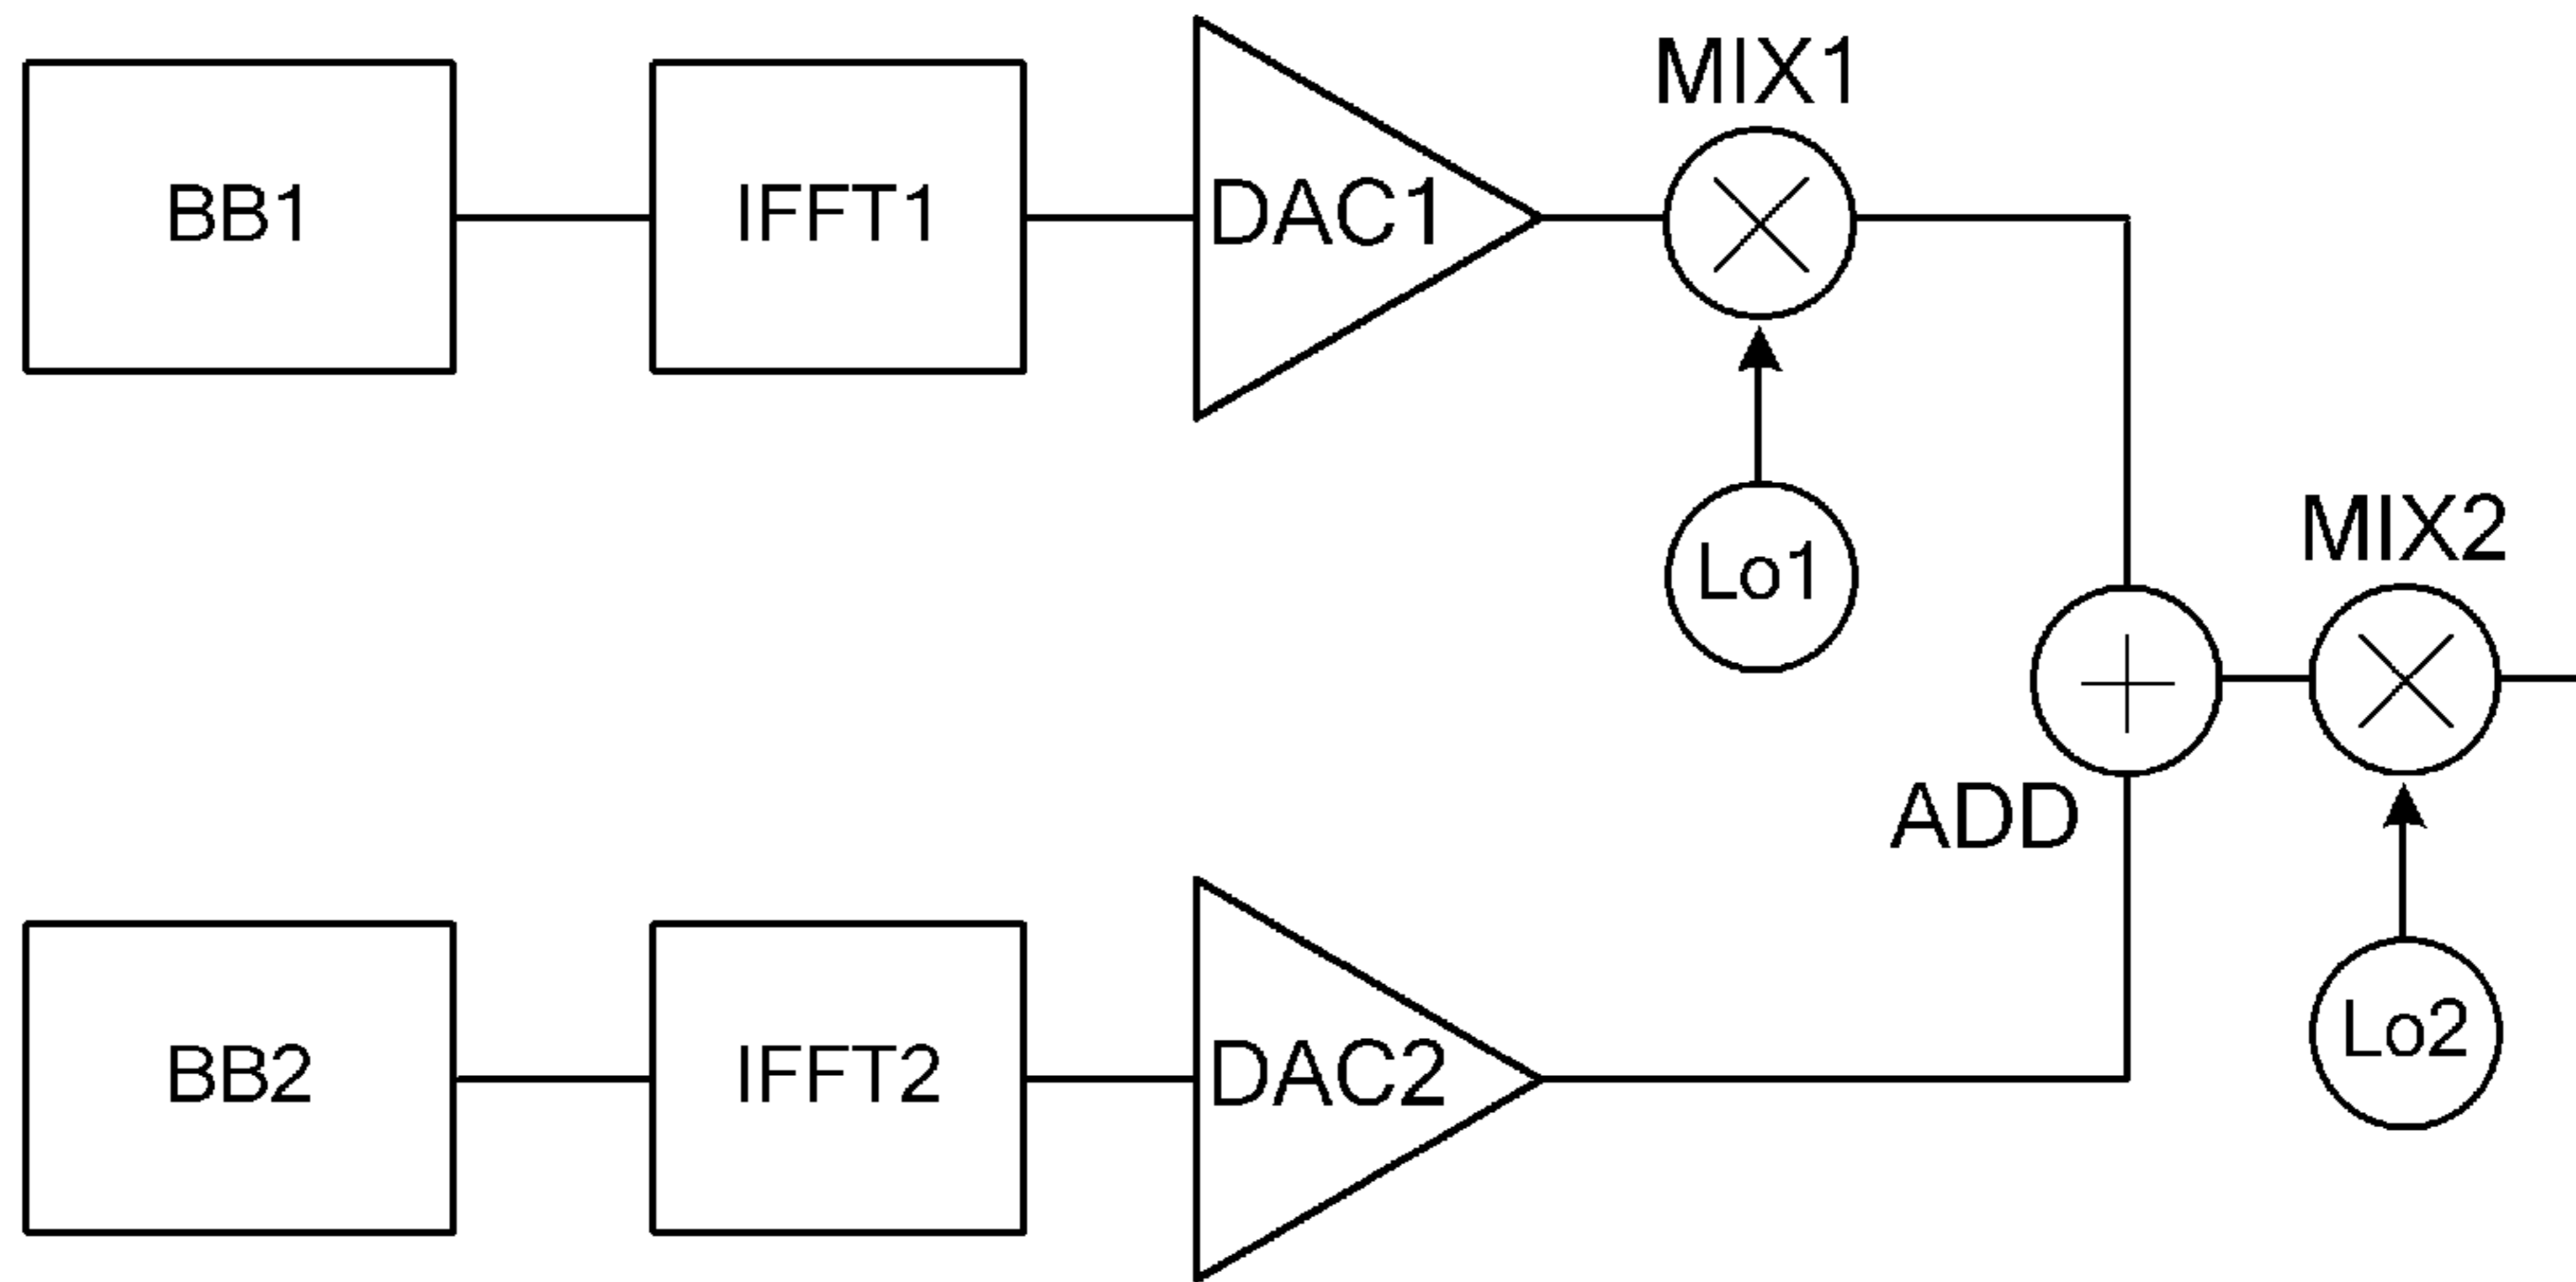 MIX1
BB1
IFFT1
DAC1
Lo1
MIX2
ADD
Lo2
BB2
IFFT2
DAC2